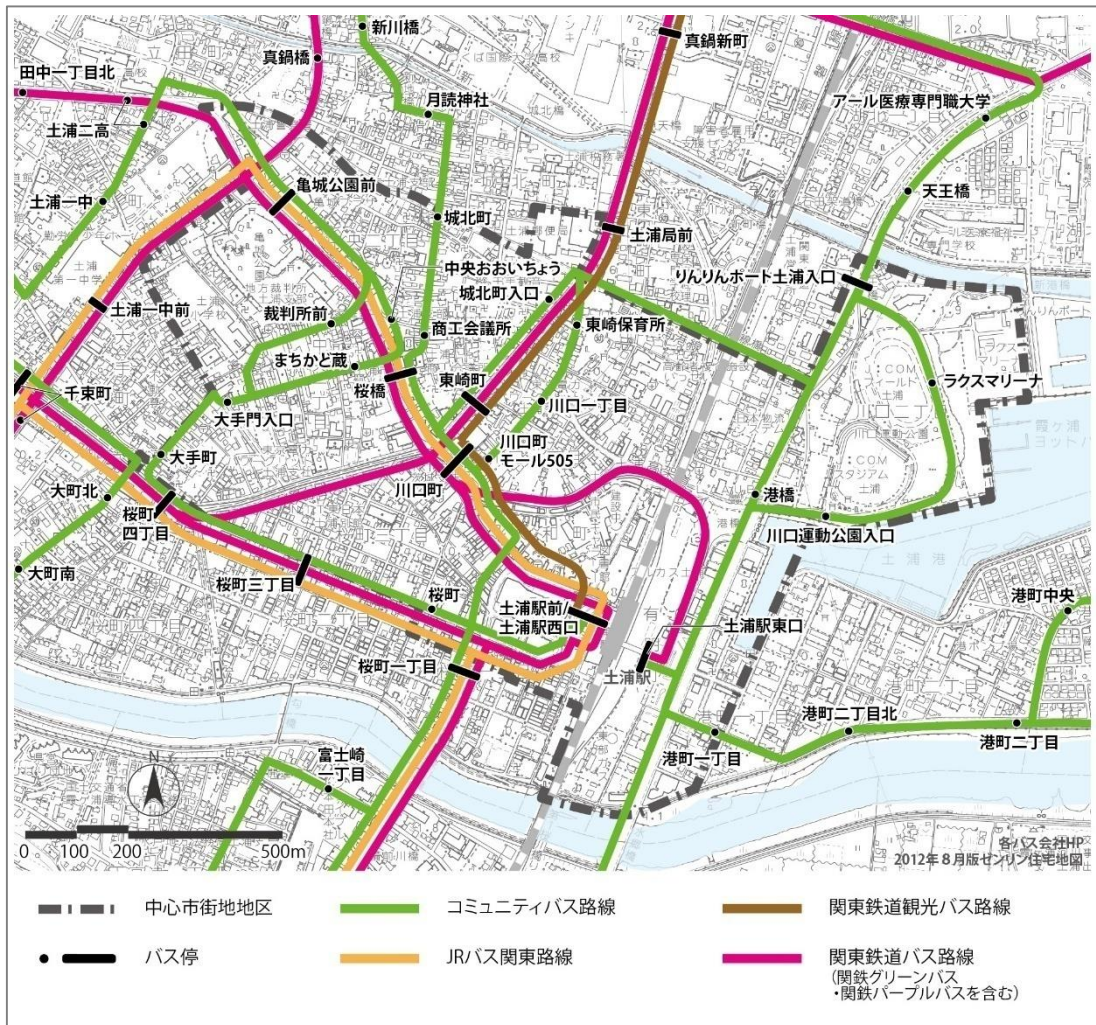 新川橋
真鍋新町
真鍋橋
田中一丁目北
月読神社
アール医療専門職大学
土浦二高
亀城公園前
天王橋
土浦一中
城北町
土浦局前
中央おおいちょう
りんりんポート土浦入口
城北町入口
土浦一中前
裁判所前
商工会議所
東崎保育所
まちかど蔵
東崎町
ラクスマリーナ
千束町
桜橋
大手門入口
川口一丁目
川口町
モール505
大手町
大町北
川口町
港橋
桜町
四丁目
川口運動公園入口
大町南
桜町三丁目
桜町
土浦駅前/
土浦駅西口
港町中央
土浦駅東口
桜町一丁目
土浦駅
港町二丁目北
富士崎
一丁目
港町一丁目
港町二丁目
N
0 100 200 500m
各バス会社HP
2012年8月版ゼンリン住宅地図
中心市街地地区
コミュニティバス路線
関東鉄道観光バス路線
バス停
JRバス関東路線
関東鉄道バス路線
(関鉄グリーンバス
・関鉄パープルバスを含む)